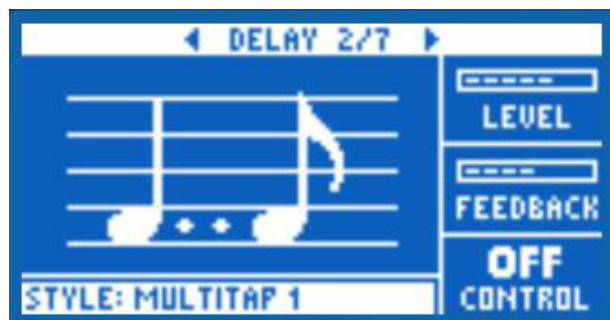 DELAY 2/7
LEVEL
FEEDBACK
OFF
CONTROL
STYLE: MULTITAP 1